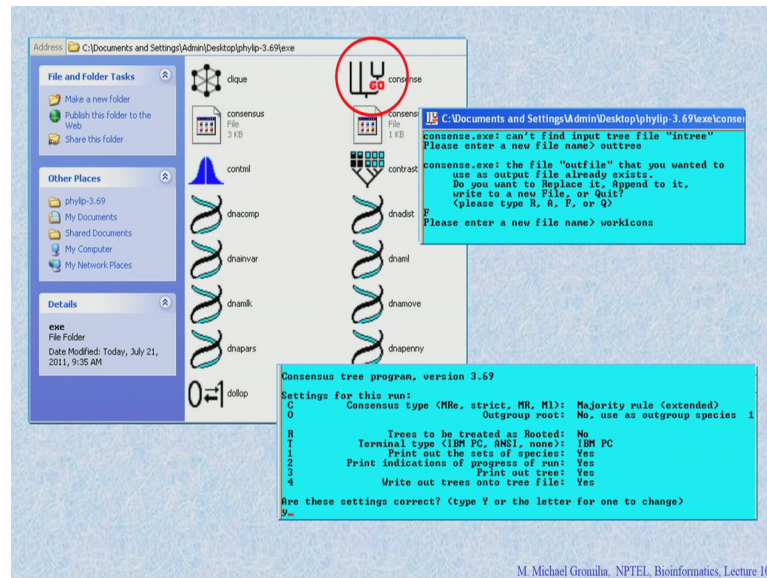 Address C:\Documents and Settings\Admin\Desktop\phylip-3.69\exe
File and Folder Tasks
Make a new folder
Publish this folder to the
Web
Share this folder
Other Places
phylip-3.69
My Documents
Shared Documents
My Computer
My Network Places
Details
exe
File Folder
Date Modified: Today, July 21,
2011, 9:35 AM
clique
GO
consense
consensus
File
3 KB
consens
File
1 KB
contml
contrast
dnacomp
dnadist
dnainvar
dnaml
dnamlk
dnamove
dnapars
dnapenny
0 1
dollop
C:\Documents and Settings\Admin\Desktop\phylip-3.69\exe\conser
consense.exe: can't find input tree file "intree"
Please enter a new file name> outtree
consense.exe: the file "outfile" that you wanted to
use as output file already exists.
Do you want to Replace it, Append to it,
write to a new File, or Quit?
(please type R, A, F, or Q)
F
Please enter a new file name> work1cons
Consensus tree program, version 3.69
Settings for this run:
C Consensus type (MRe, strict, MR, Ml): Majority rule (extended)
O Outgroup root: No, use as outgroup species 1
R Trees to be treated as Rooted: No
T Terminal type (IBM PC, ANSI, none): IBM PC
1 Print out the sets of species: Yes
2 Print indications of progress of run: Yes
3 Print out tree: Yes
4 Write out trees onto tree file: Yes
Are these settings correct? (type Y or the letter for one to change)
y
M. Michael Gromiha, NPTEL, Bioinformatics, Lecture 10